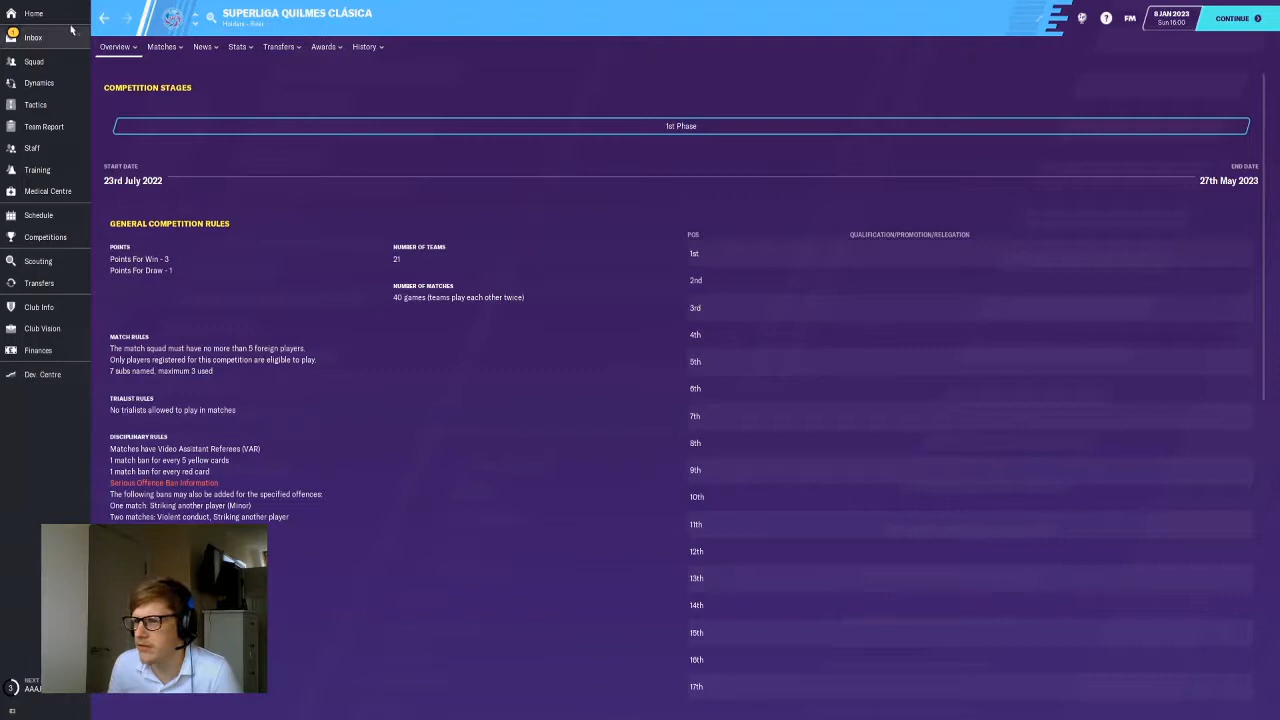 Home
SUPERLIGA QUILMES CLÁSICA
Holders - River
?
FM
8 JAN 2023
Sun 16:00
CONTINUE
1
Inbox
Squad
Dynamics
Tactics
Team Report
Staff
Training
Medical Centre
Schedule
Competitions
Scouting
Transfers
Club Info
Club Vision
Finances
Dev. Centre
Overview
Matches
News
Stats
Transfers
Awards
History
COMPETITION STAGES
1st Phase
START DATE
23rd July 2022
END DATE
27th May 2023
GENERAL COMPETITION RULES
POINTS
Points For Win - 3
Points For Draw - 1
NUMBER OF TEAMS
21
NUMBER OF MATCHES
40 games (teams play each other twice)
MATCH RULES
The match squad must have no more than 5 foreign players.
Only players registered for this competition are eligible to play.
7 subs named, maximum 3 used
TRIALIST RULES
No trialists allowed to play in matches
DISCIPLINARY RULES
Matches have Video Assistant Referees (VAR)
1 match ban for every 5 yellow cards
1 match ban for every red card
Serious Offence Ban Information
The following bans may also be added for the specified offences:
One match: Striking another player (Minor)
Two matches: Violent conduct, Striking another player
POS
QUALIFICATION/PROMOTION/RELEGATION
1st
2nd
3rd
4th
5th
6th
7th
8th
9th
10th
11th
12th
13th
14th
15th
16th
17th
3
NEXT